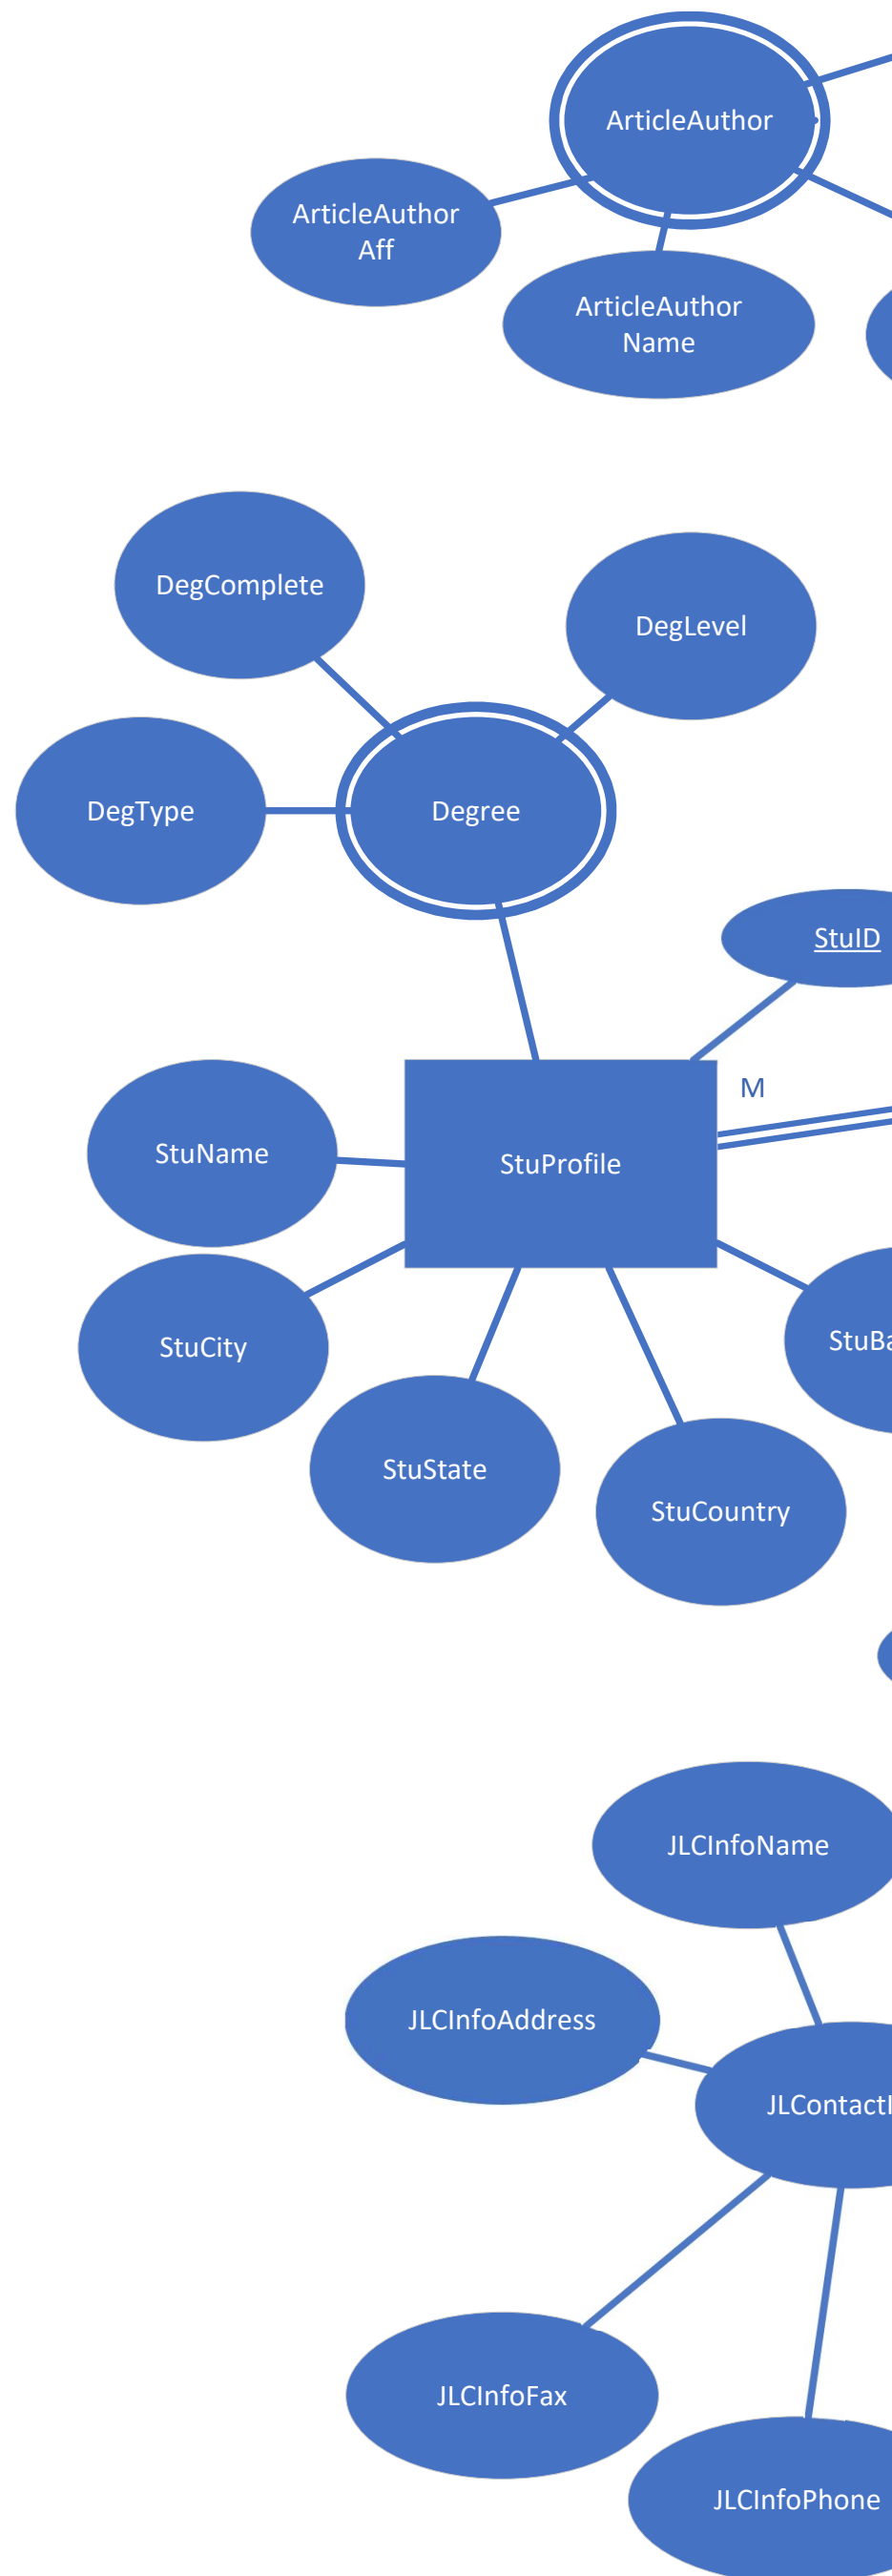 ArticleAuthor
ArticleAuthor
Aff
ArticleAuthor
Name
DegComplete
DegLevel
DegType
Degree
StuID
M
StuName
StuProfile
StuCity
StuState
StuCountry
JLCInfoName
JLCInfoAddress
JLCInfoFax
JLCInfoPhone